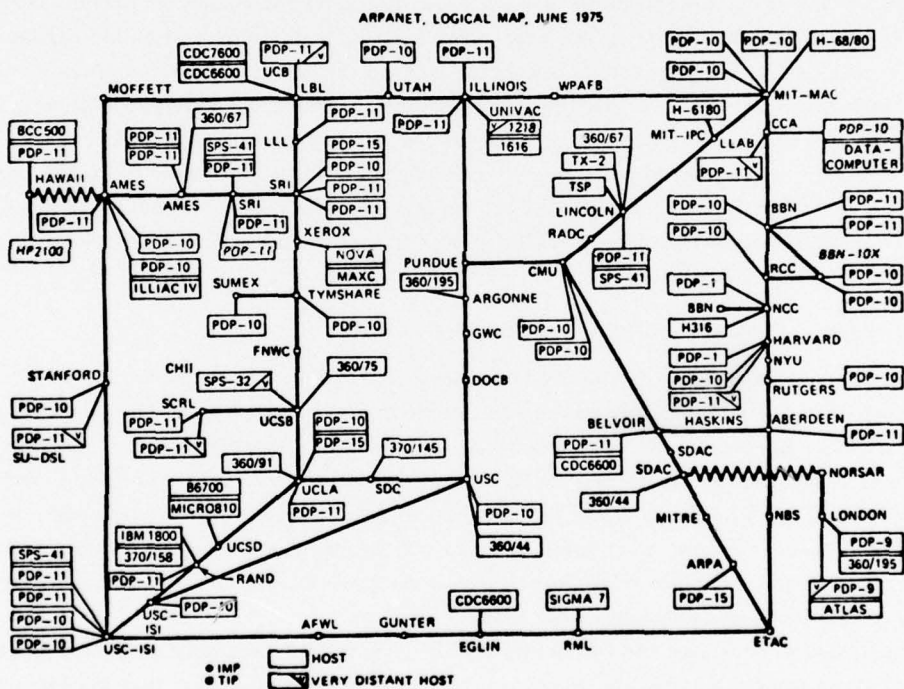 ARPANET, LOGICAL MAP, JUNE 1975
CDC7600
CDC6600
PDP-11
UCB
PDP-10
PDP-11
PDP-10
PDP-10
PDP-10
H-68/80
MOFFETT
LBL
UTAH
ILLINOIS
WPAFB
MIT-MAC
BCC500
PDP-11
360/67
PDP-11
PDP-11
SPS-41
PDP-11
LLL
PDP-15
PDP-10
PDP-11
PDP-11
PDP-11
UNIVAC
V 1218
1616
H-6180
MIT-IPC
LLAB
PDP-11 V
CCA
PDP-10
DATA-
COMPUTER
360/67
TX-2
TSP
LINCOLN
RADC
PDP-11
SPS-41
HAWAII
AMES
PDP-11
HP2100
AMES
SRI
PDP-11
PDP-11
SRI
PDP-10
PDP-10
ILLIAC IV
XEROX
NOVA
MAXC
PDP-10
PDP-10
BBN
PDP-11
PDP-11
BBN-10X
RCC
PDP-10
PDP-10
SUMEX
PDP-10
TYMSHARE
PDP-10
PURDUE
360/195
ARGONNE
GWC
CMU
PDP-10
PDP-10
PDP-1
BBN
H316
NCC
HARVARD
NYU
PDP-1
PDP-10
PDP-11 V
RUTGERS
PDP-10
FNWC
360/75
CHII
SPS-32 V
DOCB
STANFORD
PDP-10
PDP-11 V
SU-DSL
SCRL
PDP-11
PDP-11 V
UCSB
PDP-10
PDP-15
BELVOIR
HASKINS
ABERDEEN
PDP-11
CDC6600
PDP-11
SDAC
SDAC
360/44
NORSAR
360/91
UCLA
PDP-11
370/145
SDC
USC
PDP-10
360/44
B6700
MICRO810
UCSD
IBM 1800
370/158
PDP-11
RAND
MITRE
NBS
LONDON
PDP-9
360/195
V PDP-9
ATLAS
ARPA
PDP-15
SPS-41
PDP-11
PDP-10
PDP-10
USC-ISI
USC-
ISI
PDP-10
AFWL
GUNTER
CDC6600
EGLIN
SIGMA 7
RML
ETAC
IMP
TIP
HOST
V VERY DISTANT HOST